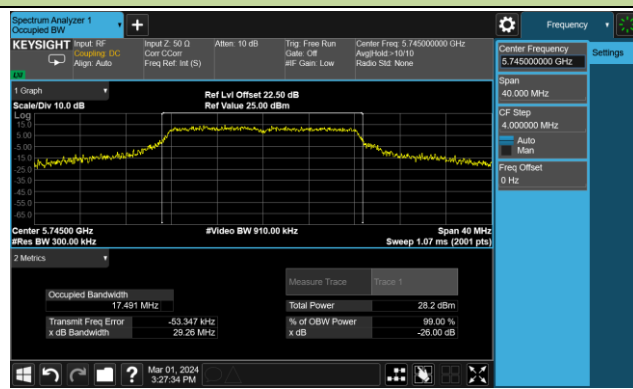 Spectrum Analyzer 1
Occupied BW
Frequency
KEYSIGHT
Input: RF
Coupling: DC
Align: Auto
Input Z: 50 Ω
Corr CCorr
Freq Ref: Int (S)
Atten: 10 dB
Trig: Free Run
Gate: Off
#IF Gain: Low
Center Freq: 5.745000000 GHz
Avg|Hold:>10/10
Radio Std: None
Center Frequency
5.745000000 GHz
Settings
Span
40.000 MHz
CF Step
4.000000 MHz
Auto
Man
Freq Offset
0 Hz
1 Graph
Scale/Div 10.0 dB
Ref Lvl Offset 22.50 dB
Ref Value 25.00 dBm
Log
15.0
5.00
-5.00
-15.0
-25.0
-35.0
-45.0
-55.0
-65.0
Center 5.74500 GHz
#Video BW 910.00 kHz
Span 40 MHz
#Res BW 300.00 kHz
Sweep 1.07 ms (2001 pts)
2 Metrics
Measure Trace
Trace 1
Occupied Bandwidth
17.491 MHz
Total Power
28.2 dBm
Transmit Freq Error
-53.347 kHz
% of OBW Power
99.00 %
x dB Bandwidth
29.26 MHz
x dB
-26.00 dB
Mar 01, 2024
3:27:34 PM